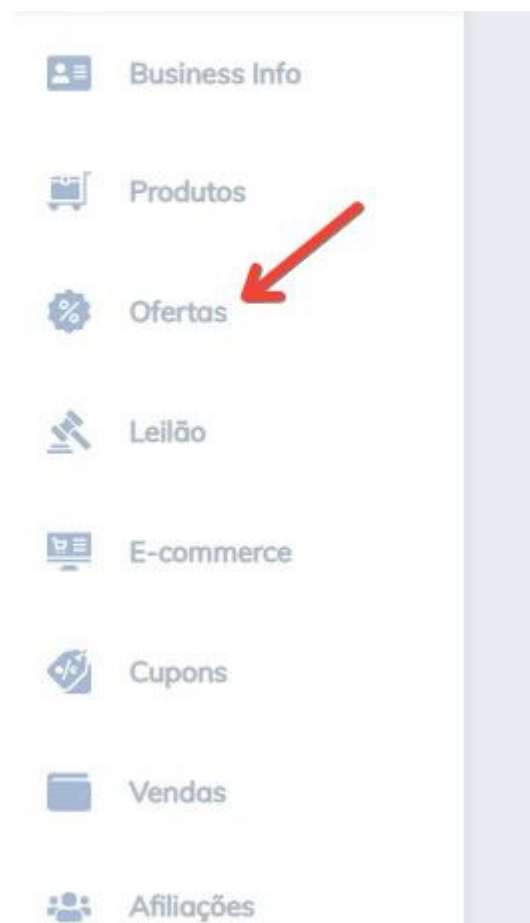 Business Info
Produtos
Ofertas
Leilão
E-commerce
Cupons
Vendas
Afiliações